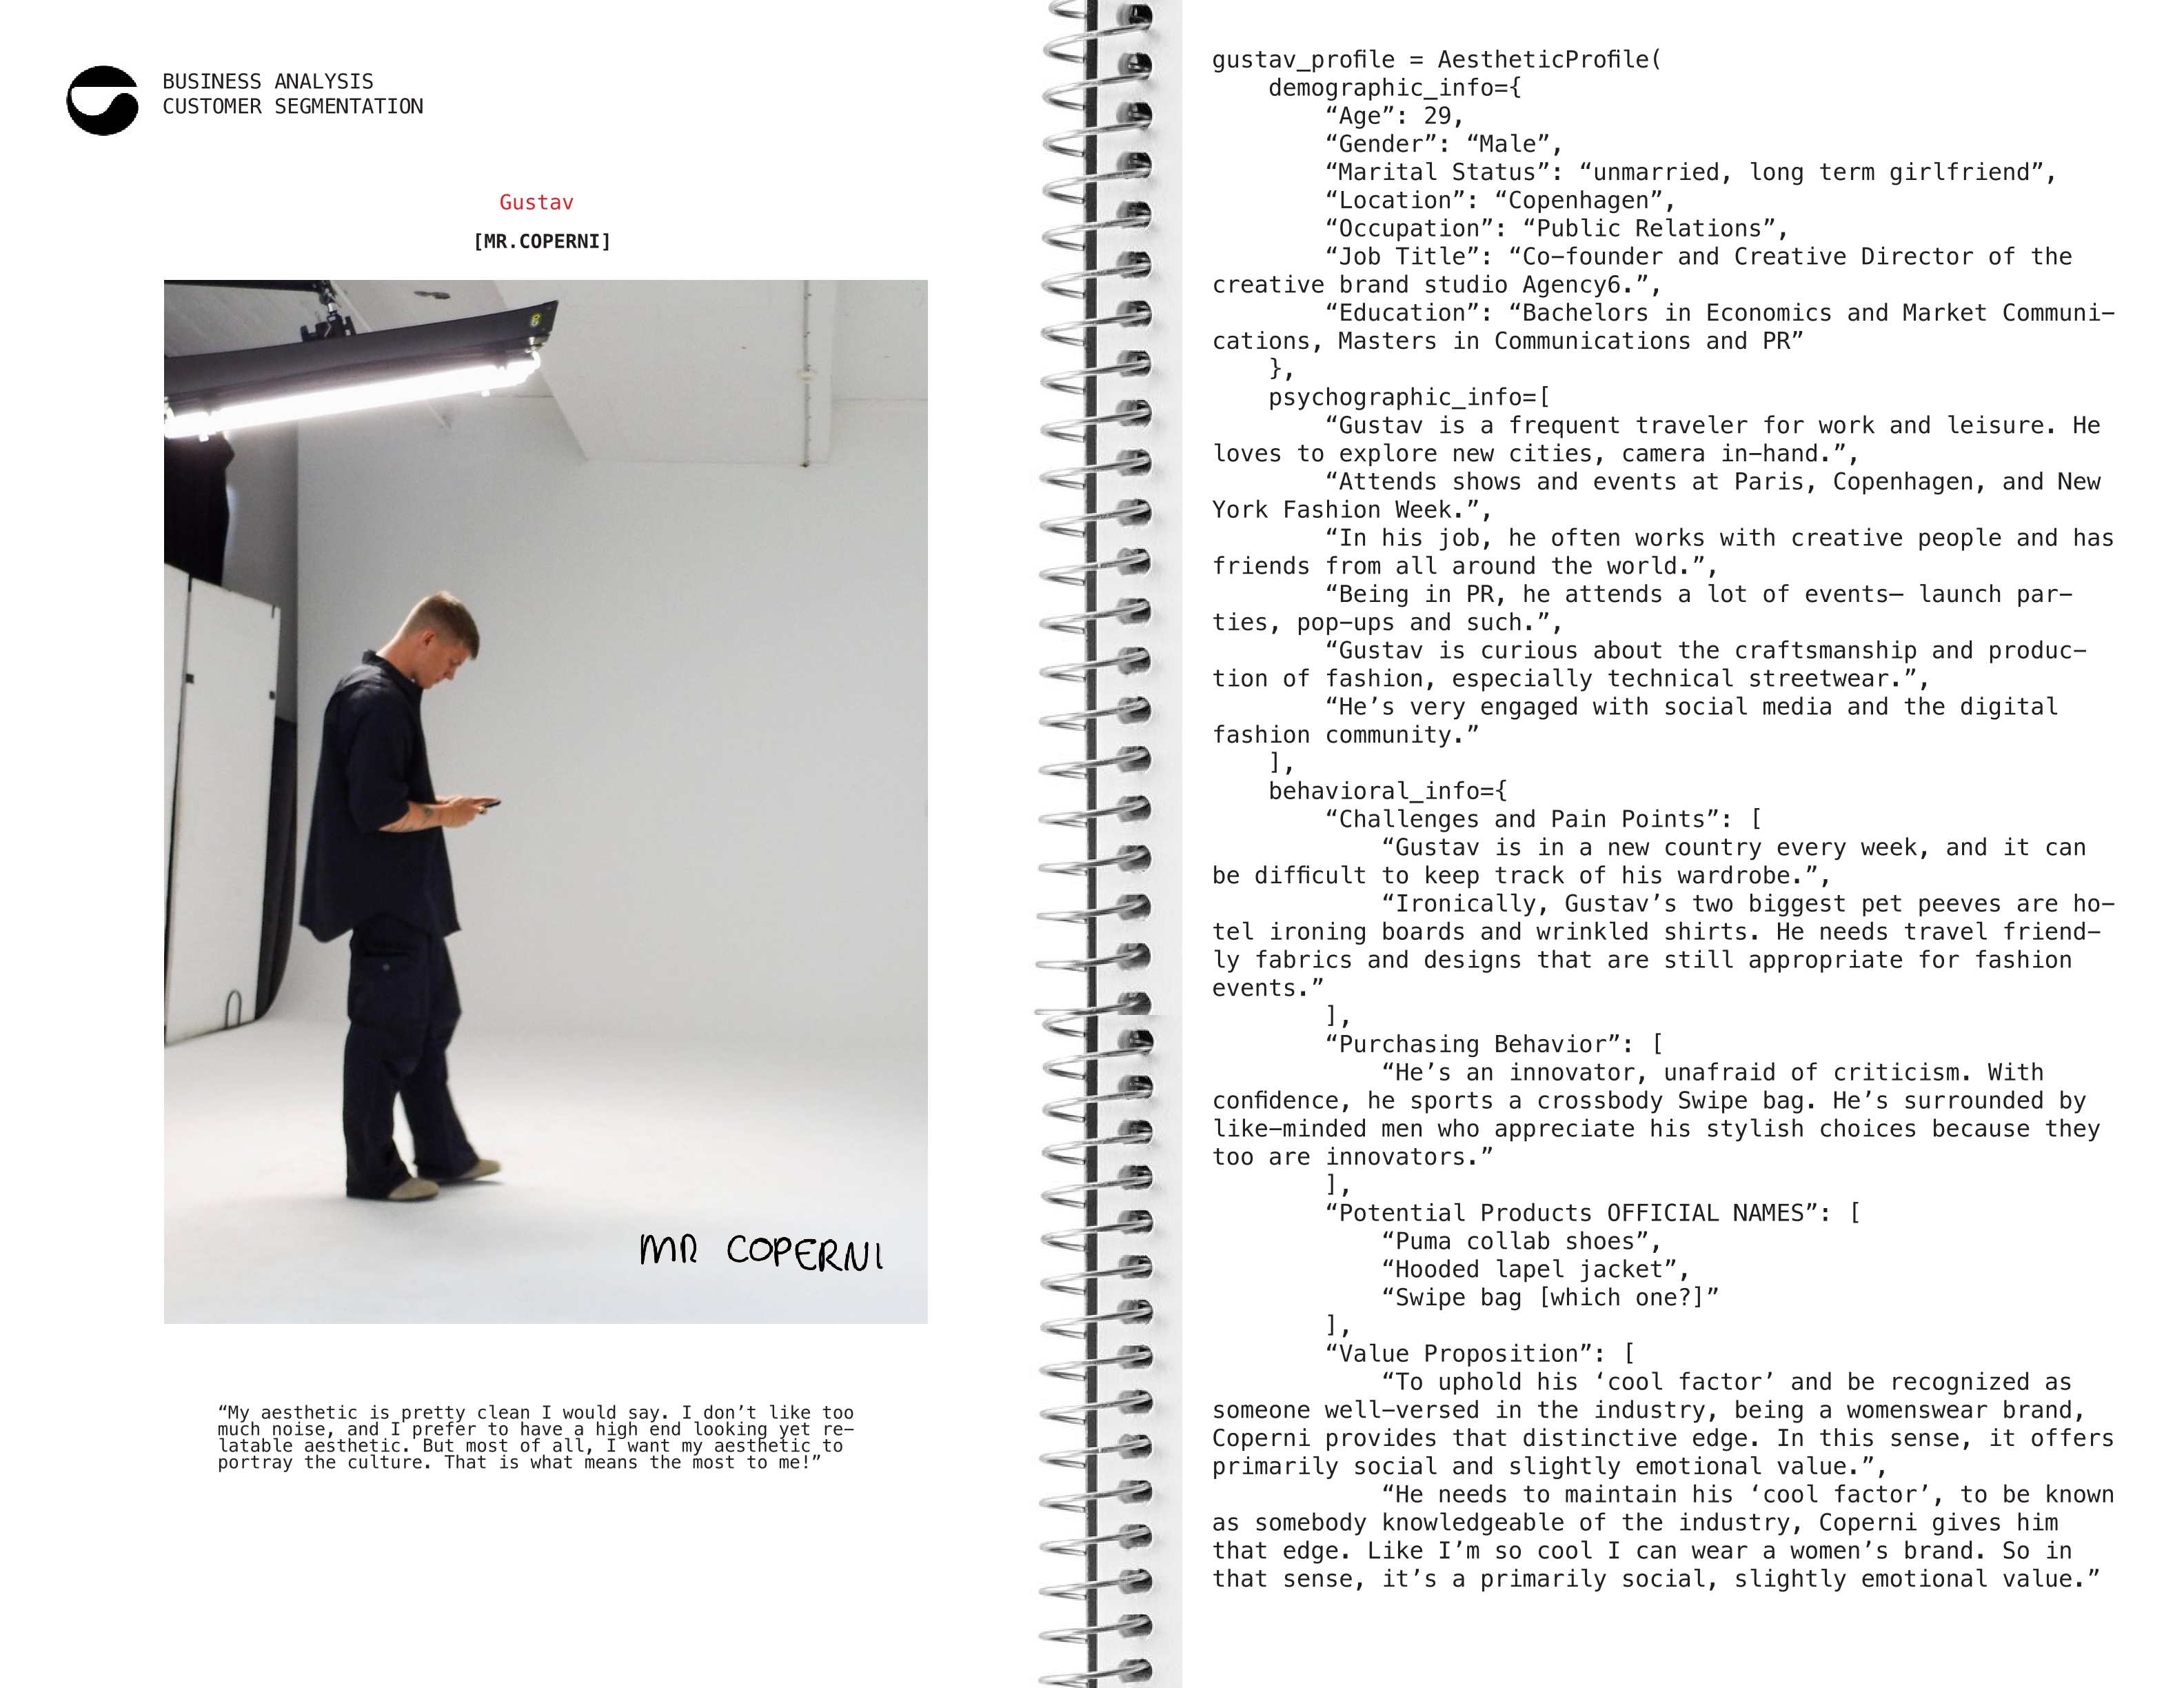 BUSINESS ANALYSIS
CUSTOMER SEGMENTATION
Gustav
[MR.COPERNI]
MR COPERNI
“My aesthetic is pretty clean I would say. I don’t like too
much noise, and I prefer to have a high end looking yet re-
latable aesthetic. But most of all, I want my aesthetic to
portray the culture. That is what means the most to me!”
gustav_profile = AestheticProfile(
    demographic_info={
        “Age”: 29,
        “Gender”: “Male”,
        “Marital Status”: “unmarried, long term girlfriend”,
        “Location”: “Copenhagen”,
        “Occupation”: “Public Relations”,
        “Job Title”: “Co-founder and Creative Director of the
creative brand studio Agency6.”,
        “Education”: “Bachelors in Economics and Market Communi-
cations, Masters in Communications and PR”
    },
    psychographic_info=[
        “Gustav is a frequent traveler for work and leisure. He
loves to explore new cities, camera in-hand.”,
        “Attends shows and events at Paris, Copenhagen, and New
York Fashion Week.”,
        “In his job, he often works with creative people and has
friends from all around the world.”,
        “Being in PR, he attends a lot of events– launch par-
ties, pop-ups and such.”,
        “Gustav is curious about the craftsmanship and produc-
tion of fashion, especially technical streetwear.”,
        “He’s very engaged with social media and the digital
fashion community.”
    ],
    behavioral_info={
        “Challenges and Pain Points”: [
            “Gustav is in a new country every week, and it can
be difficult to keep track of his wardrobe.”,
            “Ironically, Gustav’s two biggest pet peeves are ho-
tel ironing boards and wrinkled shirts. He needs travel friend-
ly fabrics and designs that are still appropriate for fashion
events.”
        ],
        “Purchasing Behavior”: [
            “He’s an innovator, unafraid of criticism. With
confidence, he sports a crossbody Swipe bag. He’s surrounded by
like-minded men who appreciate his stylish choices because they
too are innovators.”
        ],
        “Potential Products OFFICIAL NAMES”: [
            “Puma collab shoes”,
            “Hooded lapel jacket”,
            “Swipe bag [which one?]”
        ],
        “Value Proposition”: [
            “To uphold his ‘cool factor’ and be recognized as
someone well-versed in the industry, being a womenswear brand,
Coperni provides that distinctive edge. In this sense, it offers
primarily social and slightly emotional value.”,
            “He needs to maintain his ‘cool factor’, to be known
as somebody knowledgeable of the industry, Coperni gives him
that edge. Like I’m so cool I can wear a women’s brand. So in
that sense, it’s a primarily social, slightly emotional value.”